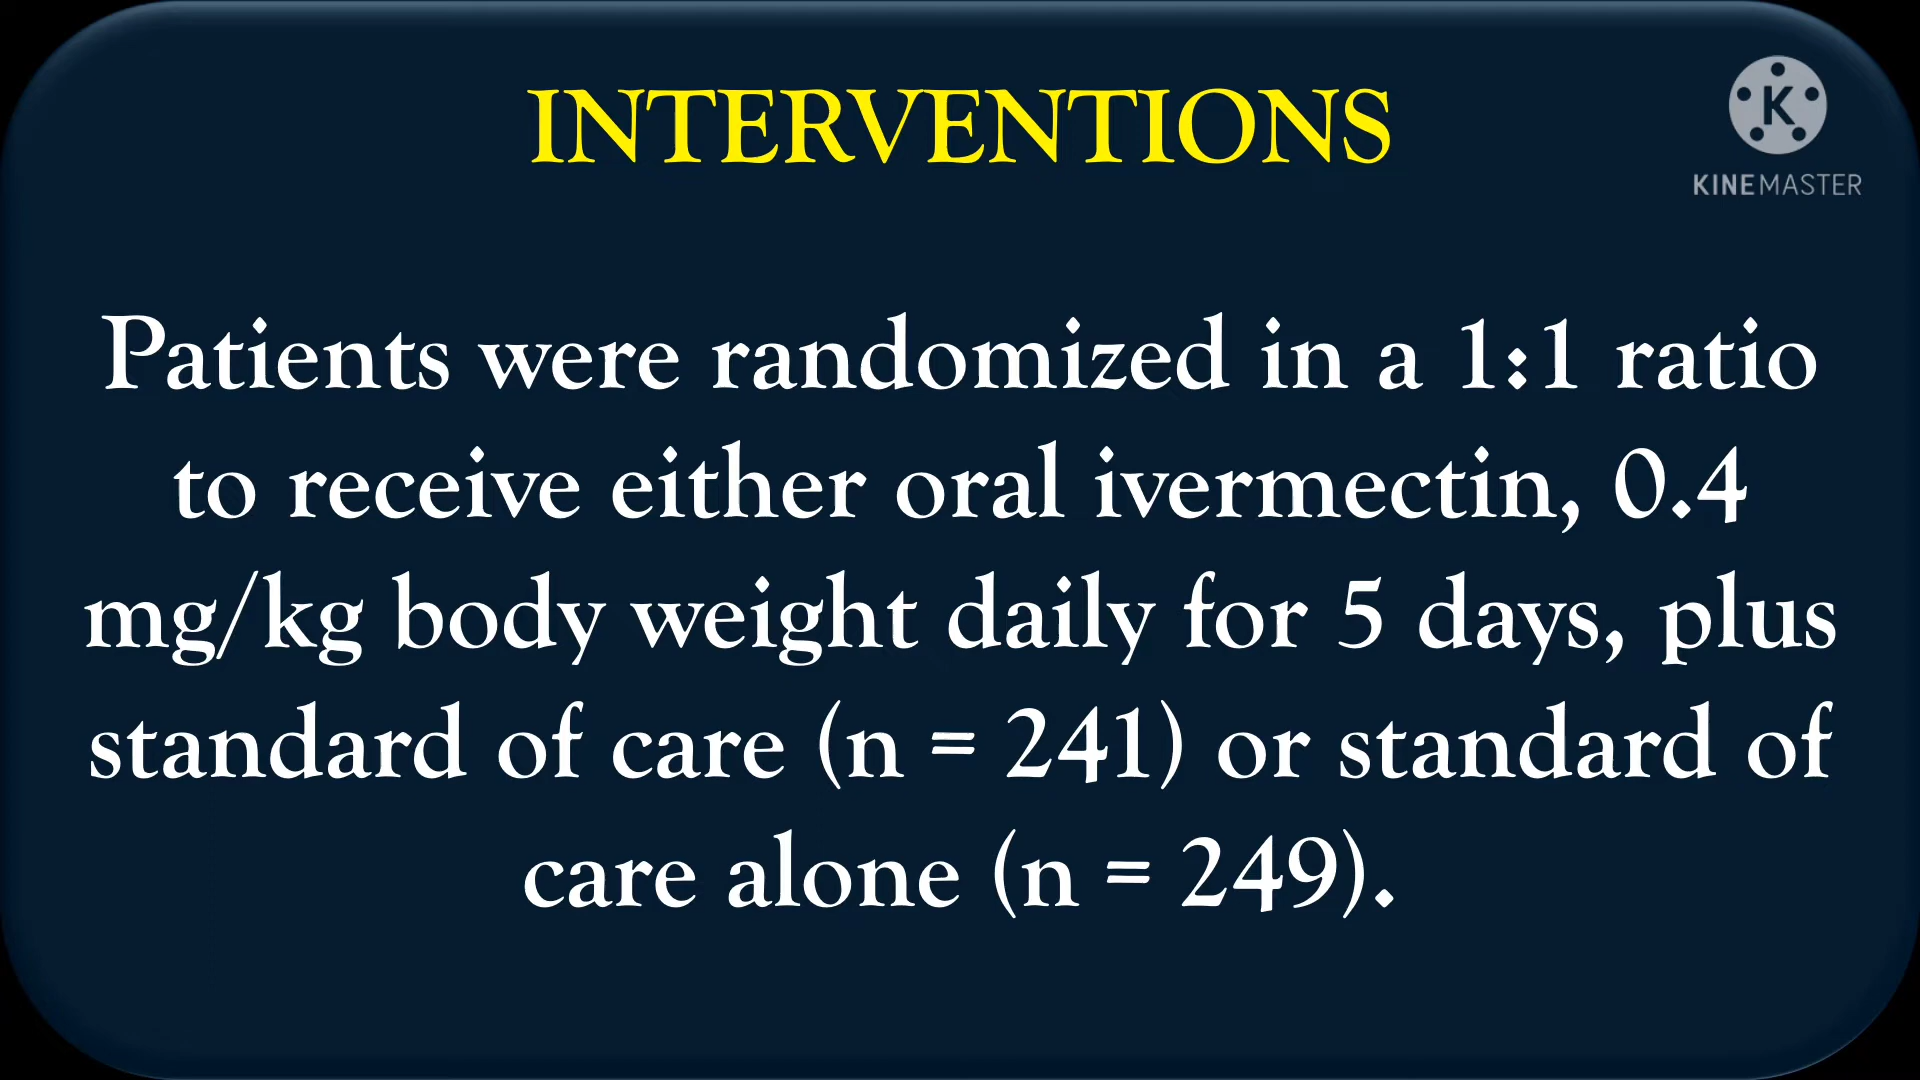 INTERVENTIONS
K
KINEMASTER
Patients were randomized in a 1:1 ratio
to receive either oral ivermectin, 0.4
mg/kg body weight daily for 5 days, plus
standard of care (n = 241) or standard of
care alone (n = 249).